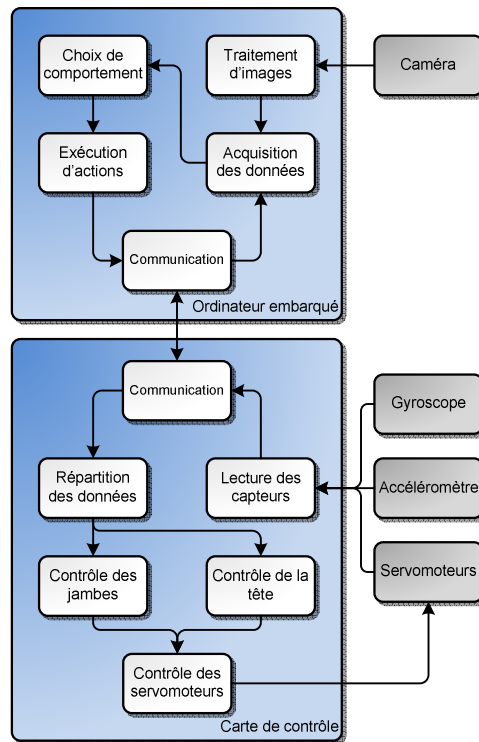 Choix de
comportement
Traitement
d'images
Caméra
Exécution
d'actions
Acquisition
des données
Communication
Ordinateur embarqué
Communication
Gyroscope
Répartition
des données
Lecture des
capteurs
Accéléromètre
Contrôle des
jambes
Contrôle de la
tête
Servomoteurs
Contrôle des
servomoteurs
Carte de contrôle